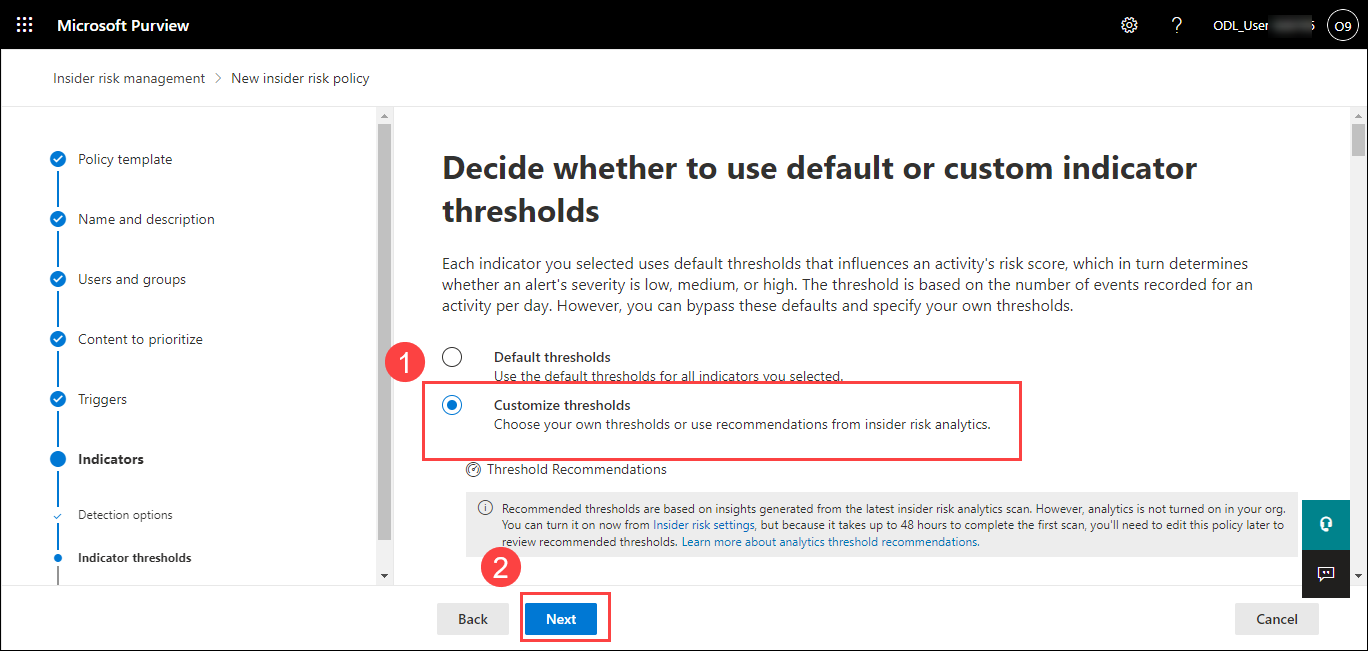 Microsoft Purview
?
ODL_User
O9
Insider risk management > New insider risk policy
Policy template
Name and description
Users and groups
Content to prioritize
Triggers
Indicators
Detection options
Indicator thresholds
Decide whether to use default or custom indicator
thresholds
Each indicator you selected uses default thresholds that influences an activity's risk score, which in turn determines
whether an alert's severity is low, medium, or high. The threshold is based on the number of events recorded for an
activity per day. However, you can bypass these defaults and specify your own thresholds.
1
Default thresholds
Use the default thresholds for all indicators you selected.
Customize thresholds
Choose your own thresholds or use recommendations from insider risk analytics.
Threshold Recommendations
Recommended thresholds are based on insights generated from the latest insider risk analytics scan. However, analytics is not turned on in your org.
You can turn it on now from Insider risk settings, but because it takes up to 48 hours to complete the first scan, you'll need to edit this policy later to
review recommended thresholds. Learn more about analytics threshold recommendations.
2
Back
Next
Cancel